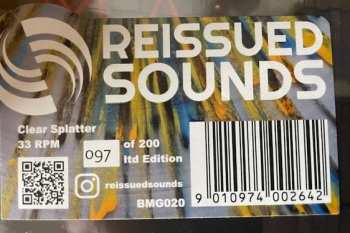 REISSUED
SOUNDS
Clear Splatter
33 RPM
097 of 200
ltd Edition
reissuedsounds
BMG020
9 010974 002642